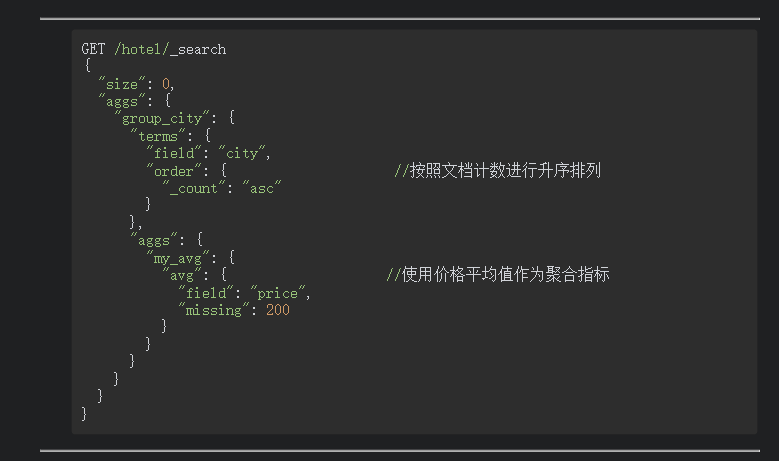 GET /hotel/_search
{
  "size": 0,
  "aggs": {
    "group_city": {
      "terms": {
        "field": "city",
        "order": {                    //按照文档计数进行升序排列
          "_count": "asc"
        }
      },
      "aggs": {
        "my_avg": {
          "avg": {                    //使用价格平均值作为聚合指标
            "field": "price",
            "missing": 200
          }
        }
      }
    }
  }
}